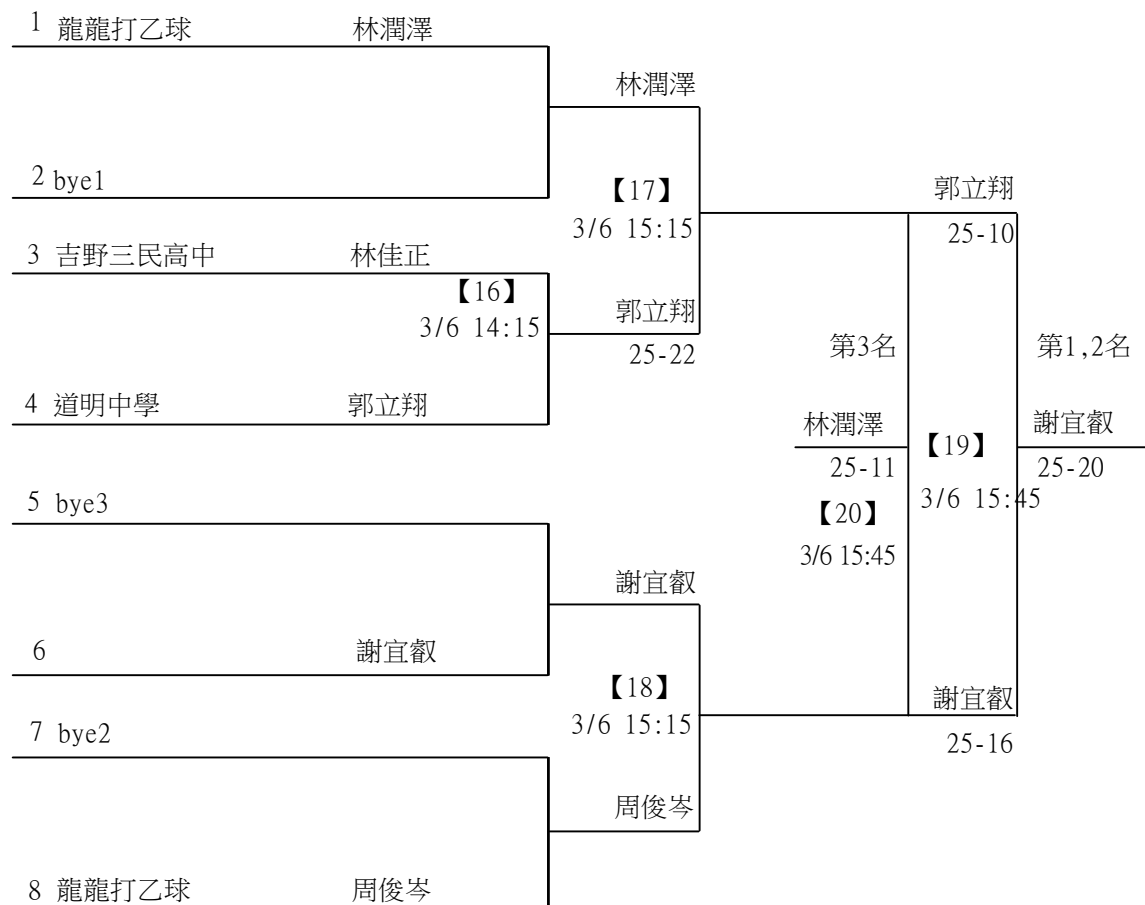 1 龍龍打乙球 林潤澤
林潤澤
2 bye1
【17】
3/6 15:15
郭立翔
25-10
3 吉野三民高中 林佳正
【16】
3/6 14:15
郭立翔
25-22
第3名
第1,2名
4 道明中學 郭立翔
林潤澤
25-11
【20】
3/6 15:45
【19】
3/6 15:45
謝宜叡
25-20
5 bye3
謝宜叡
6 謝宜叡
【18】
3/6 15:15
謝宜叡
25-16
7 bye2
周俊岑
8 龍龍打乙球 周俊岑